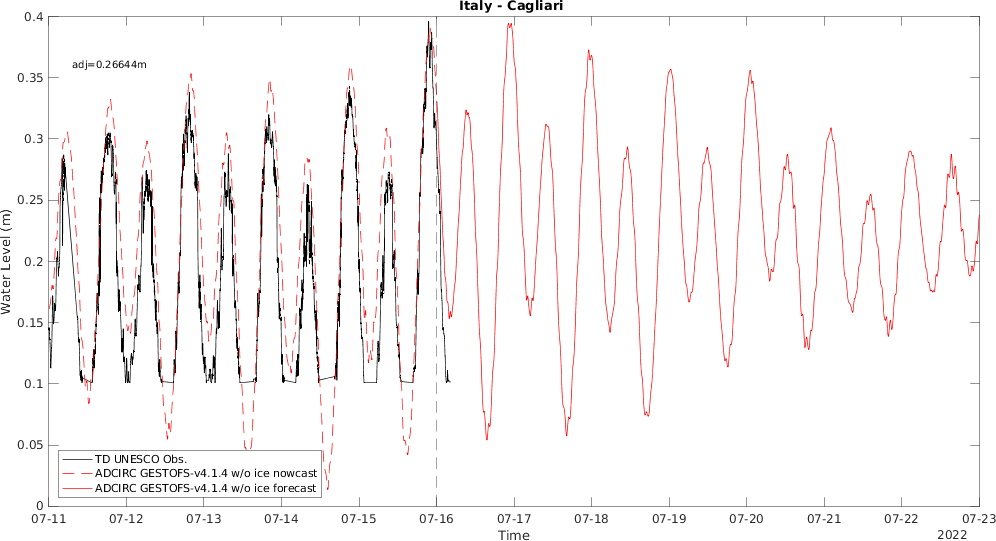 Italy - Cagliari
adj=0.26644m
0.4
0.35
0.3
0.25
0.2
0.15
0.1
0.05
0
Water Level (m)
TD UNESCO Obs.
ADCIRC GESTOFS-v4.1.4 w/o ice nowcast
ADCIRC GESTOFS-v4.1.4 w/o ice forecast
07-11 07-12 07-13 07-14 07-15 07-16 07-17 07-18 07-19 07-20 07-21 07-22 07-23
Time
2022